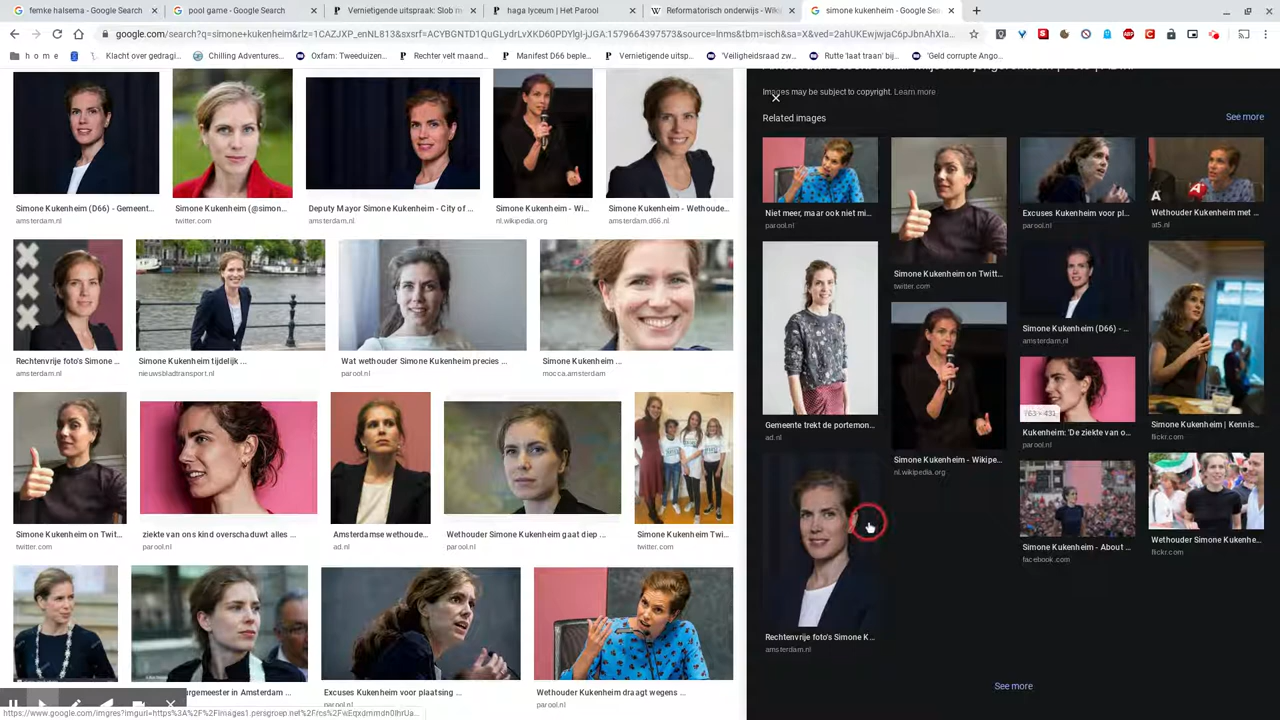 femke halsema - Google Search
pool game - Google Search
Vernietigende uitspraak: Slob m
haga lyceum | Het Parool
Reformatorisch onderwijs - Wiki
simone kukenheim - Google Sea
h o m e
Klacht over gedragi...
Chilling Adventures...
Oxfam: Tweeduizen...
Rechter velt maand...
Manifest D66 beple...
Vernietigende uitsp...
'Veiligheidsraad zw...
Rutte 'laat traan' bij...
'Geld corrupte Ango...
Simone Kukenheim (D66) - Gemeent...
amsterdam.nl
Simone Kukenheim (@simon...
twitter.com
Deputy Mayor Simone Kukenheim - City of ...
amsterdam.nl
Simone Kukenheim - Wi...
nl.wikipedia.org
Simone Kukenheim - Wethoude...
amsterdam.d66.nl
Rechtenvrije foto's Simone ...
amsterdam.nl
Simone Kukenheim tijdelijk ...
nieuwsbladtransport.nl
Wat wethouder Simone Kukenheim precies ...
parool.nl
Simone Kukenheim ...
mocca.amsterdam
Simone Kukenheim on Twit...
twitter.com
ziekte van ons kind overschaduwt alles ...
parool.nl
Amsterdamse wethoude...
ad.nl
Wethouder Simone Kukenheim gaat diep ...
parool.nl
Simone Kukenheim Twi...
twitter.com
urgemeester in Amsterdam ...
Excuses Kukenheim voor plaatsing ...
parool.nl
Wethouder Kukenheim draagt wegens ...
parool.nl
Images may be subject to copyright. Learn more
Related images
See more
Niet meer, maar ook niet mi...
parool.nl
Simone Kukenheim on Twitt...
twitter.com
Excuses Kukenheim voor pl...
parool.nl
Wethouder Kukenheim met ...
at5.nl
Gemeente trekt de portemon...
ad.nl
Simone Kukenheim - Wikipe...
nl.wikipedia.org
Simone Kukenheim (D66) - ...
amsterdam.nl
763 × 431
Kukenheim: 'De ziekte van o...
parool.nl
Simone Kukenheim | Kennis...
flickr.com
Simone Kukenheim - About ...
facebook.com
Wethouder Simone Kukenhe...
flickr.com
Rechtenvrije foto's Simone K...
amsterdam.nl
See more